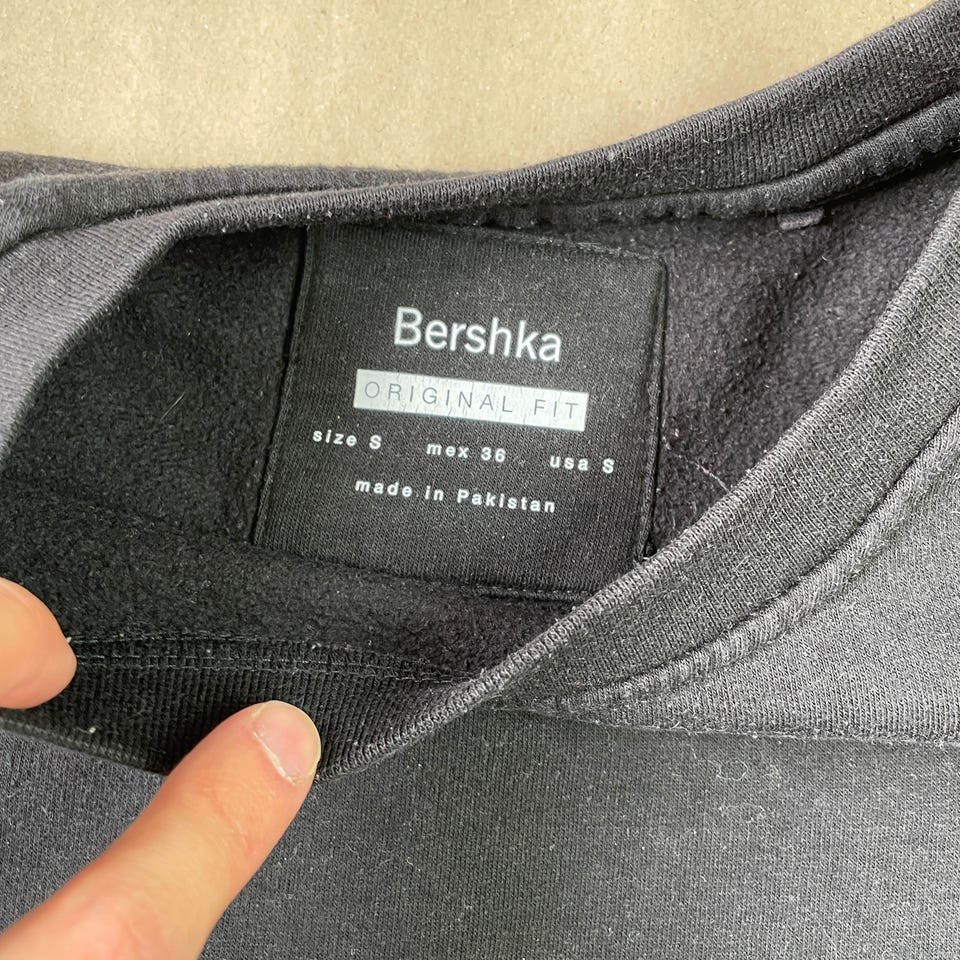 Bershka
ORIGINAL FIT
size S mex 36 usa S
made in Pakistan